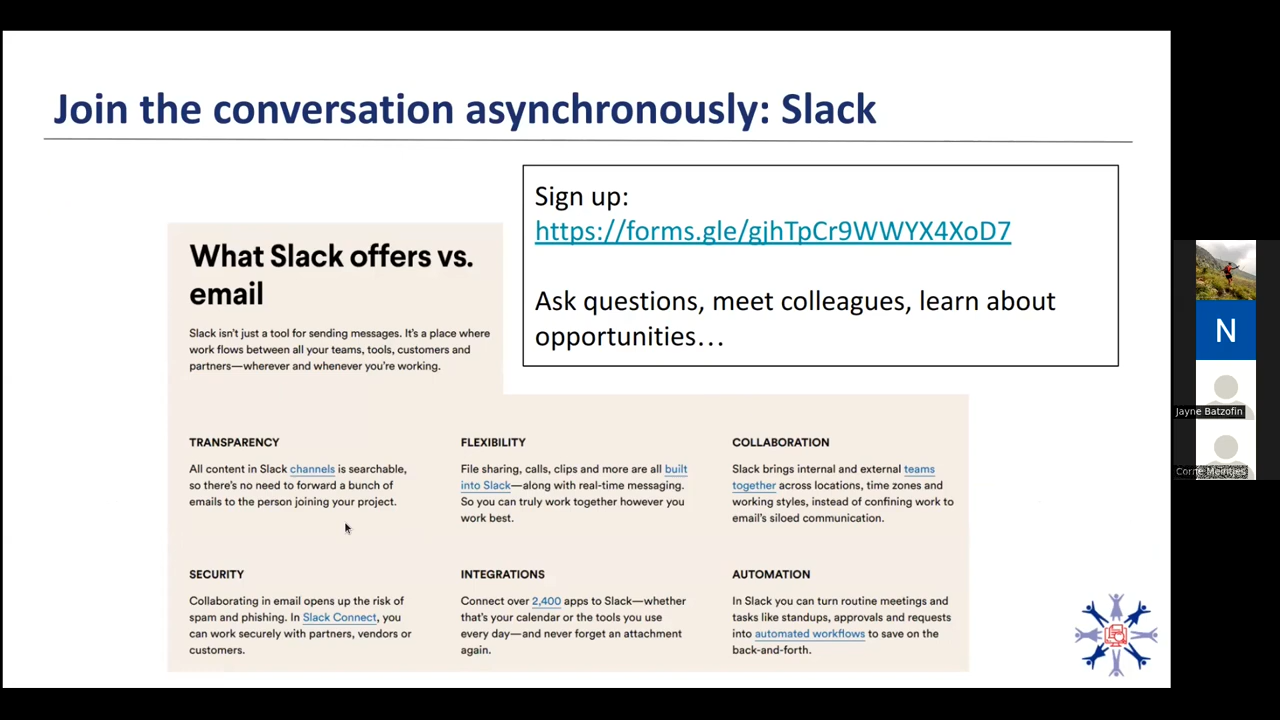 Join the conversation asynchronously: Slack
Sign up:
https://forms.gle/gjhTpCr9WWYX4XoD7
Ask questions, meet colleagues, learn about
opportunities…
What Slack offers vs.
email
Slack isn't just a tool for sending messages. It's a place where
work flows between all your teams, tools, customers and
partners—wherever and whenever you're working.
TRANSPARENCY
All content in Slack channels is searchable,
so there's no need to forward a bunch of
emails to the person joining your project.
FLEXIBILITY
File sharing, calls, clips and more are all built
into Slack—along with real-time messaging.
So you can truly work together however you
work best.
COLLABORATION
Slack brings internal and external teams
together across locations, time zones and
working styles, instead of confining work to
email's siloed communication.
SECURITY
Collaborating in email opens up the risk of
spam and phishing. In Slack Connect, you
can work securely with partners, vendors or
customers.
INTEGRATIONS
Connect over 2,400 apps to Slack—whether
that's your calendar or the tools you use
every day—and never forget an attachment
again.
AUTOMATION
In Slack you can turn routine meetings and
tasks like standups, approvals and requests
into automated workflows to save on the
back-and-forth.
N
Jayne Batzofin
Corne Meintjes